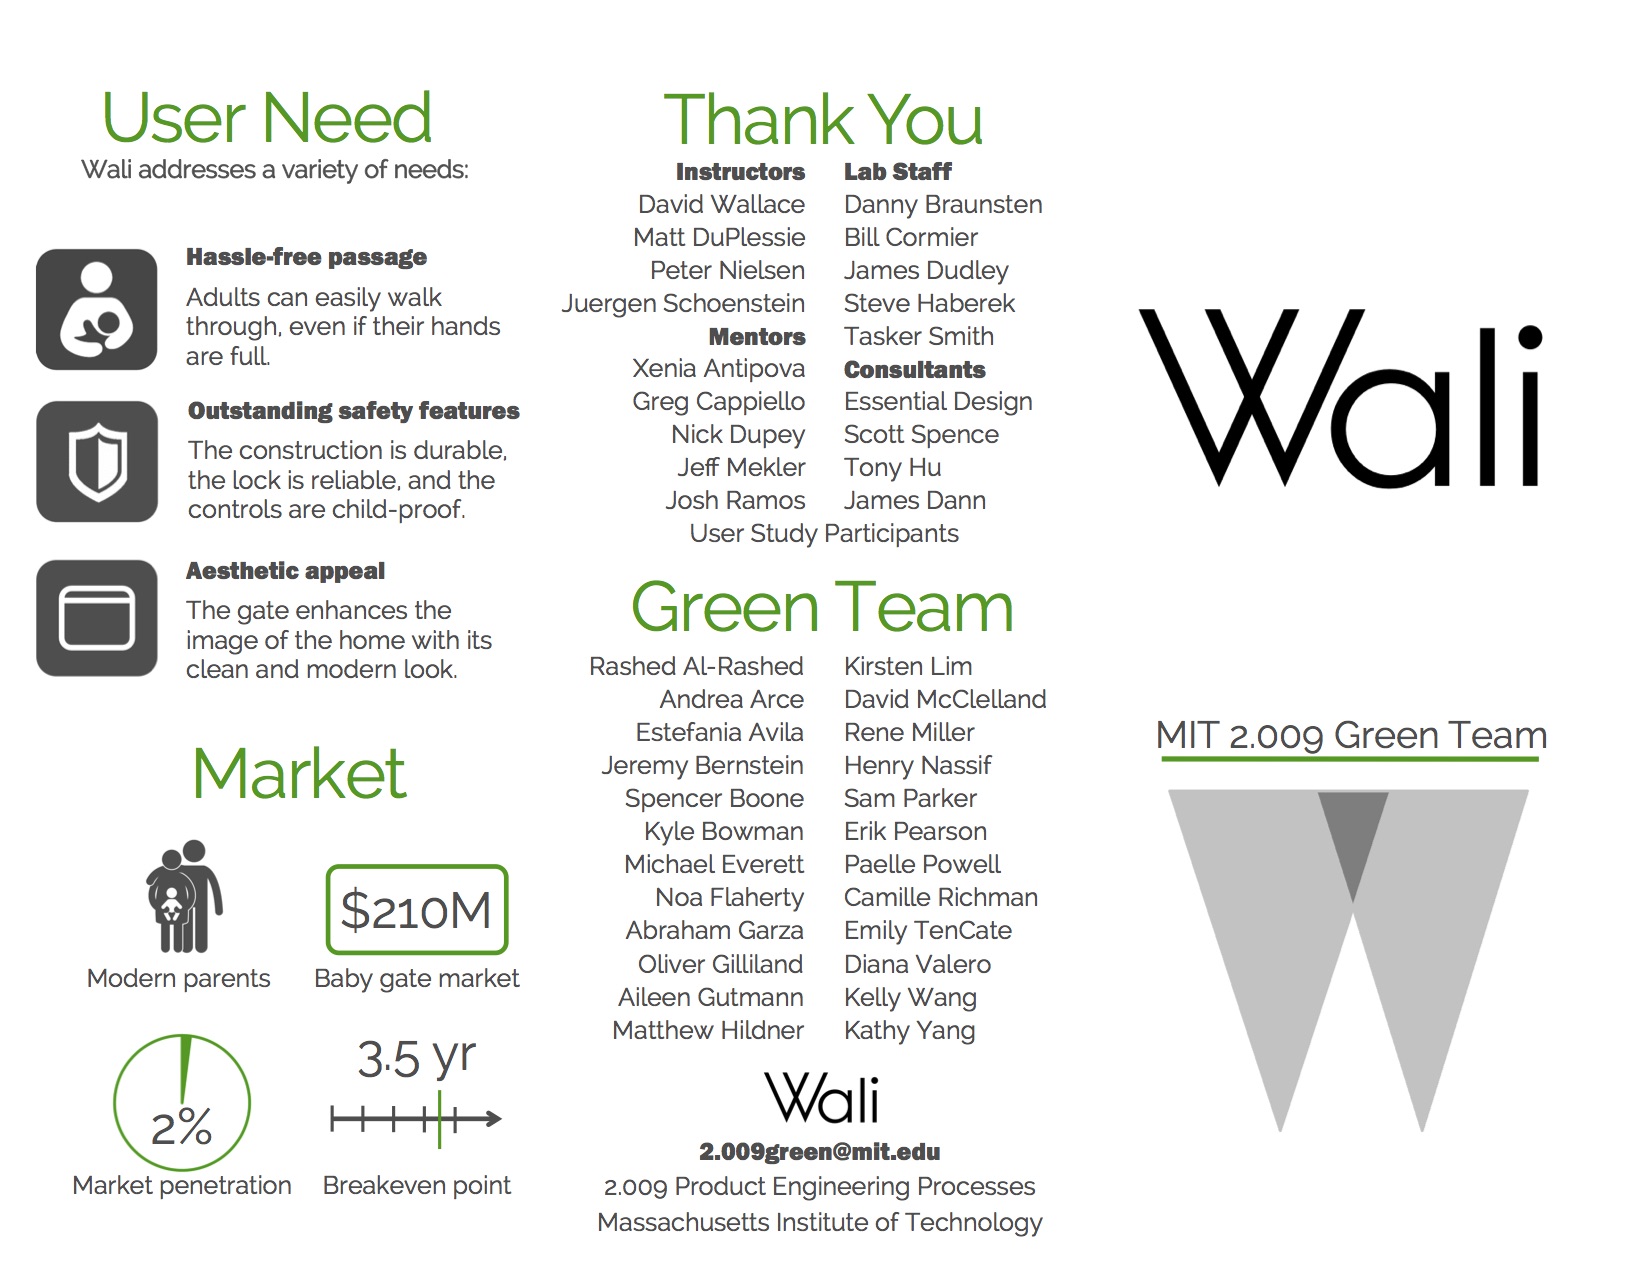 User Need
Wali addresses a variety of needs:
Hassle-free passage
Adults can easily walk
through, even if their hands
are full.
Outstanding safety features
The construction is durable,
the lock is reliable, and the
controls are child-proof.
Aesthetic appeal
The gate enhances the
image of the home with its
clean and modern look.
Market
Modern parents
$210M
Baby gate market
2%
Market penetration
3.5 yr
Breakeven point
Thank You
Instructors
David Wallace
Matt DuPlessie
Peter Nielsen
Juergen Schoenstein
Mentors
Xenia Antipova
Greg Cappiello
Nick Dupey
Jeff Mekler
Josh Ramos
Lab Staff
Danny Braunsten
Bill Cormier
James Dudley
Steve Haberek
Tasker Smith
Consultants
Essential Design
Scott Spence
Tony Hu
James Dann
User Study Participants
Green Team
Rashed Al-Rashed
Andrea Arce
Estefania Avila
Jeremy Bernstein
Spencer Boone
Kyle Bowman
Michael Everett
Noa Flaherty
Abraham Garza
Oliver Gilliland
Aileen Gutmann
Matthew Hildner
Kirsten Lim
David McClelland
Rene Miller
Henry Nassif
Sam Parker
Erik Pearson
Paelle Powell
Camille Richman
Emily TenCate
Diana Valero
Kelly Wang
Kathy Yang
Wali
2.009green@mit.edu
2.009 Product Engineering Processes
Massachusetts Institute of Technology
Wali
MIT 2.009 Green Team